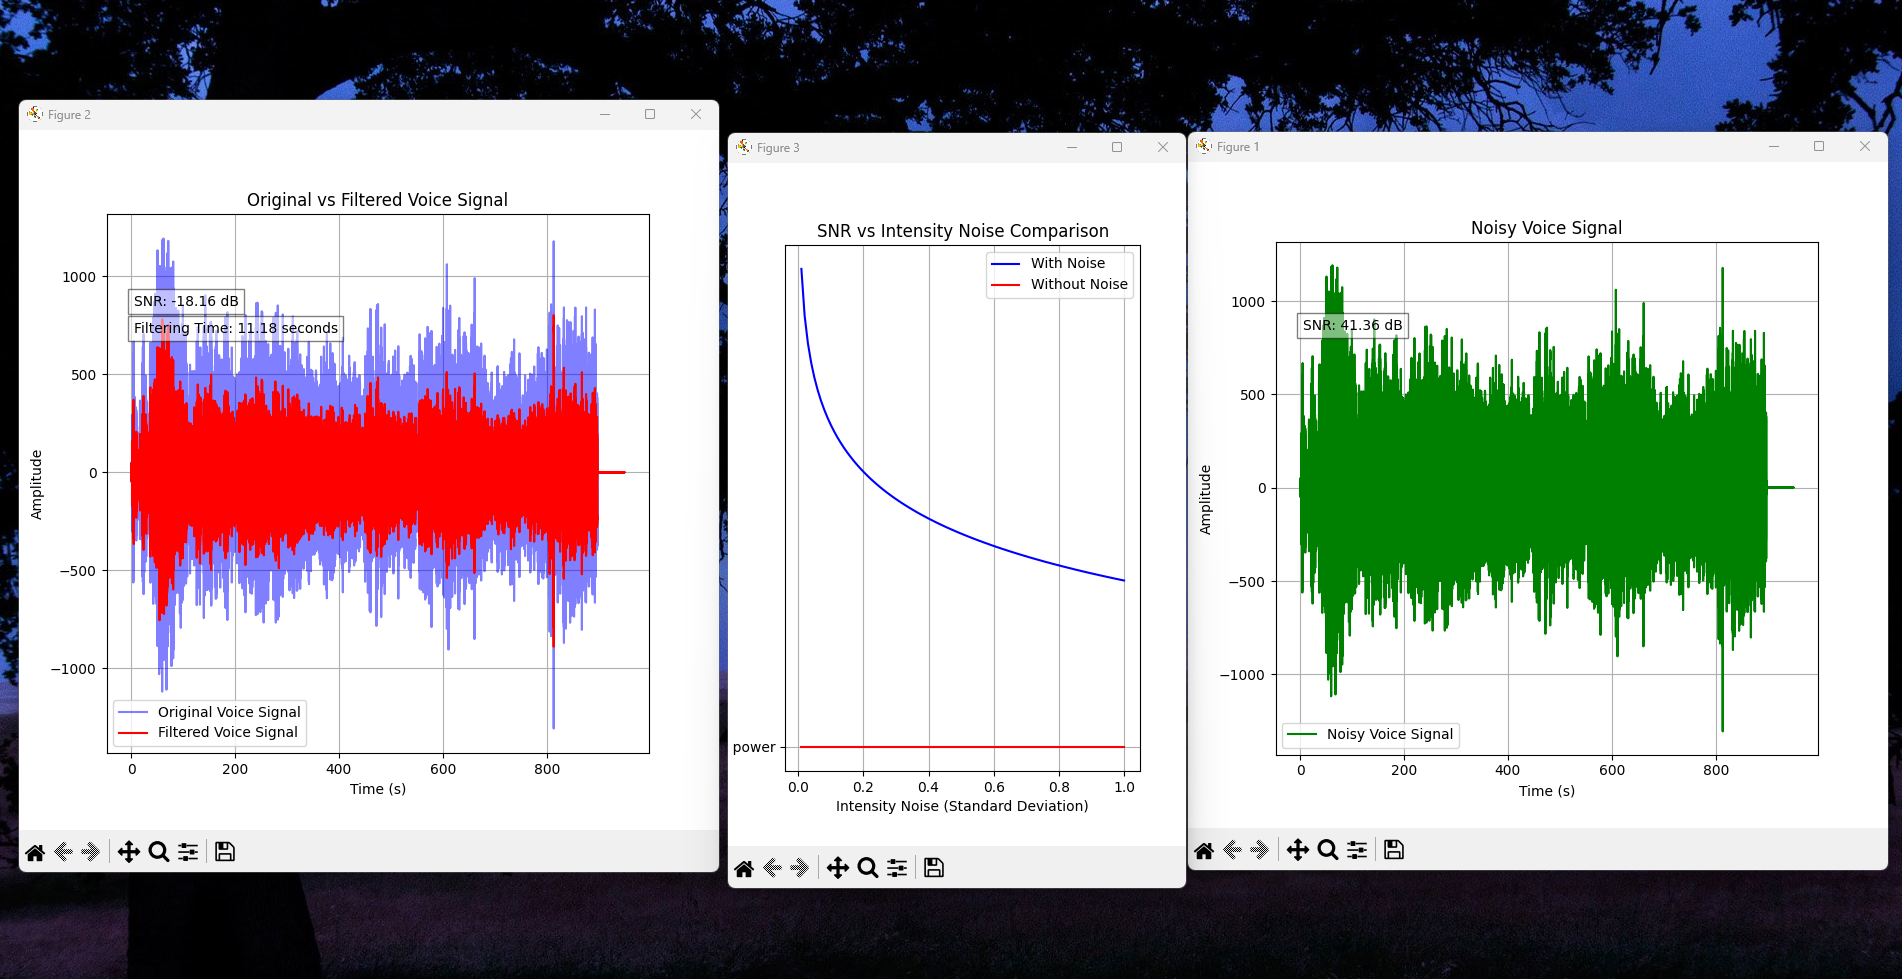 Figure 2
Original vs Filtered Voice Signal
1000
500
0
−500
−1000
Amplitude
SNR: -18.16 dB
Filtering Time: 11.18 seconds
Original Voice Signal
Filtered Voice Signal
0 200 400 600 800
Time (s)
Figure 3
SNR vs Intensity Noise Comparison
With Noise
Without Noise
power
0.0 0.2 0.4 0.6 0.8 1.0
Intensity Noise (Standard Deviation)
Figure 1
Noisy Voice Signal
1000
500
0
−500
−1000
Amplitude
SNR: 41.36 dB
Noisy Voice Signal
0 200 400 600 800
Time (s)